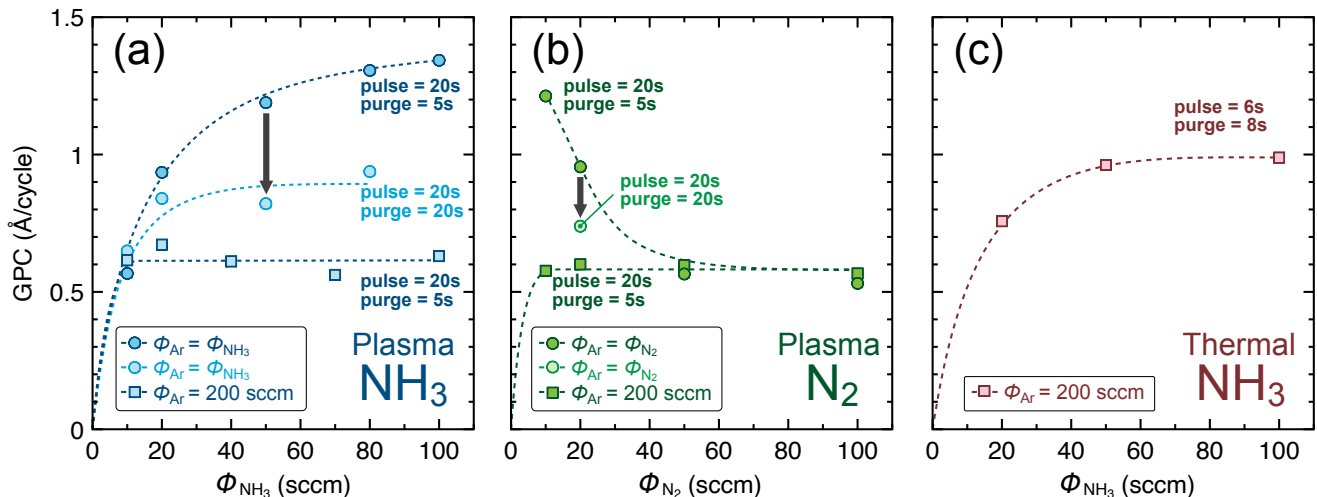 (a)
(b)
(c)
GPC (Å/cycle)
1.5
1
0.5
0
pulse = 20s
purge = 5s
pulse = 20s
purge = 20s
pulse = 20s
purge = 5s
Φ_Ar = Φ_NH₃
Φ_Ar = Φ_NH₃
Φ_Ar = 200 sccm
Plasma
NH₃
0 20 40 60 80 100
Φ_NH₃ (sccm)
pulse = 20s
purge = 5s
pulse = 20s
purge = 20s
pulse = 20s
purge = 5s
Φ_Ar = Φ_N₂
Φ_Ar = Φ_N₂
Φ_Ar = 200 sccm
Plasma
N₂
0 20 40 60 80 100
Φ_N₂ (sccm)
pulse = 6s
purge = 8s
Φ_Ar = 200 sccm
Thermal
NH₃
0 20 40 60 80 100
Φ_NH₃ (sccm)